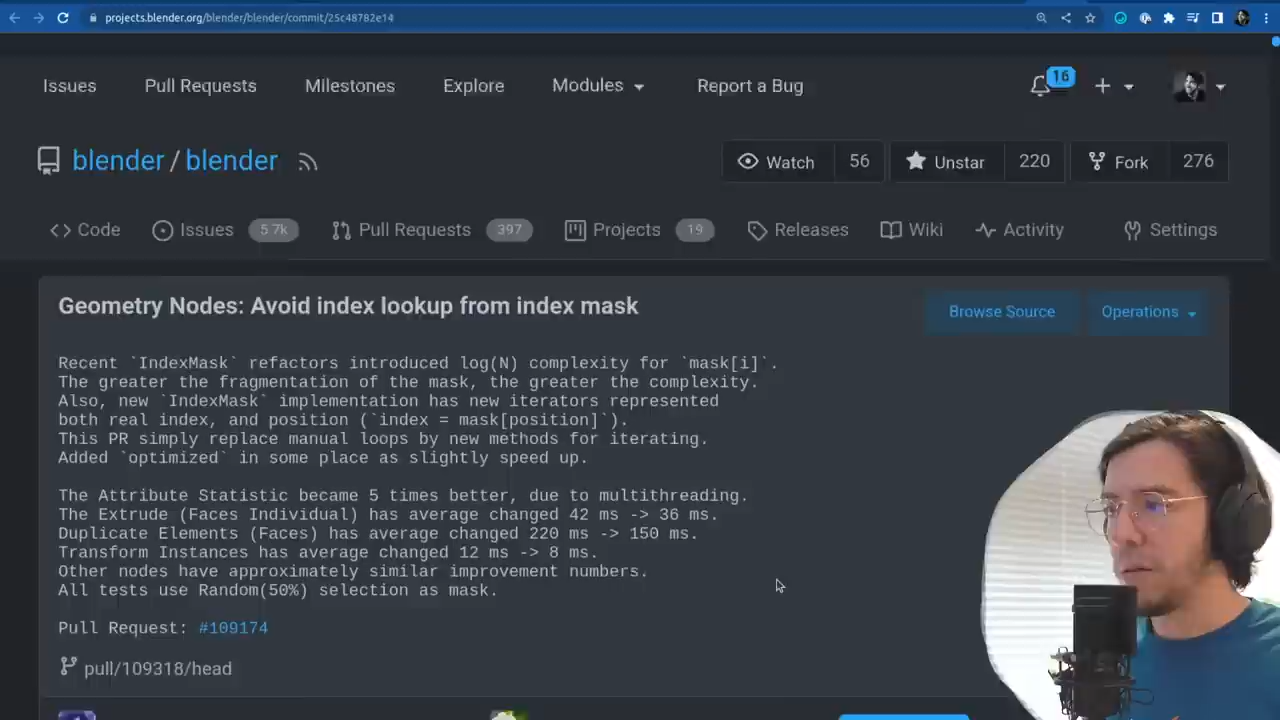 projects.blender.org/blender/blender/commit/25c48782e14
Issues Pull Requests Milestones Explore Modules Report a Bug 16
blender / blender Watch 56 Unstar 220 Fork 276
Code Issues 5.7k Pull Requests 397 Projects 19 Releases Wiki Activity Settings
Geometry Nodes: Avoid index lookup from index mask
Browse Source Operations
Recent `IndexMask` refactors introduced log(N) complexity for `mask[i]`.
The greater the fragmentation of the mask, the greater the complexity.
Also, new `IndexMask` implementation has new iterators represented
both real index, and position (`index = mask[position]`).
This PR simply replace manual loops by new methods for iterating.
Added `optimized` in some place as slightly speed up.
The Attribute Statistic became 5 times better, due to multithreading.
The Extrude (Faces Individual) has average changed 42 ms -> 36 ms.
Duplicate Elements (Faces) has average changed 220 ms -> 150 ms.
Transform Instances has average changed 12 ms -> 8 ms.
Other nodes have approximately similar improvement numbers.
All tests use Random(50%) selection as mask.
Pull Request: #109174
pull/109318/head